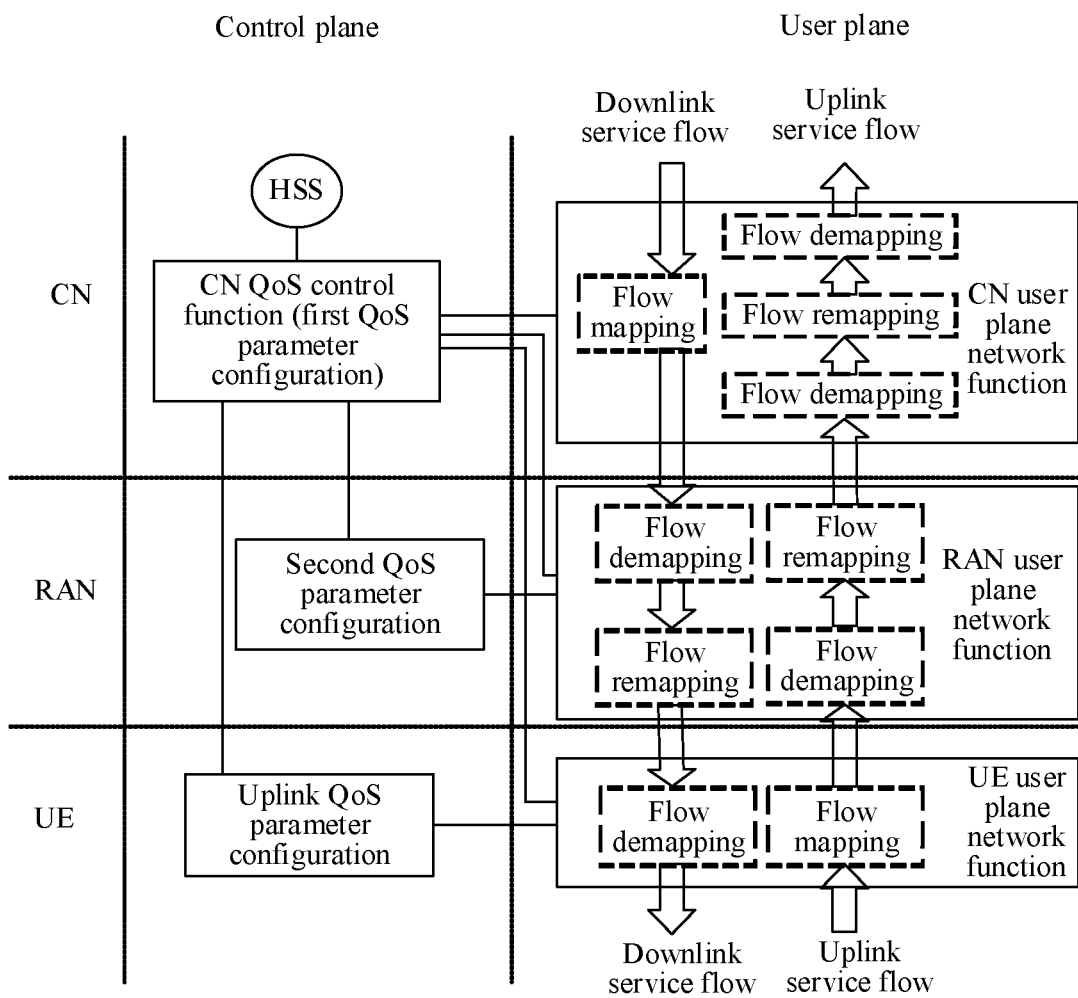 Control plane
User plane
Downlink
service flow
Uplink
service flow
HSS
CN
CN QoS control
function (first QoS
parameter
configuration)
Flow
mapping
Flow demapping
Flow remapping
Flow demapping
CN user
plane
network
function
RAN
Second QoS
parameter
configuration
Flow
demapping
Flow
remapping
Flow
remapping
Flow
demapping
RAN user
plane
network
function
UE
Uplink QoS
parameter
configuration
Flow
demapping
Flow
mapping
UE user
plane
network
function
Downlink
service flow
Uplink
service flow